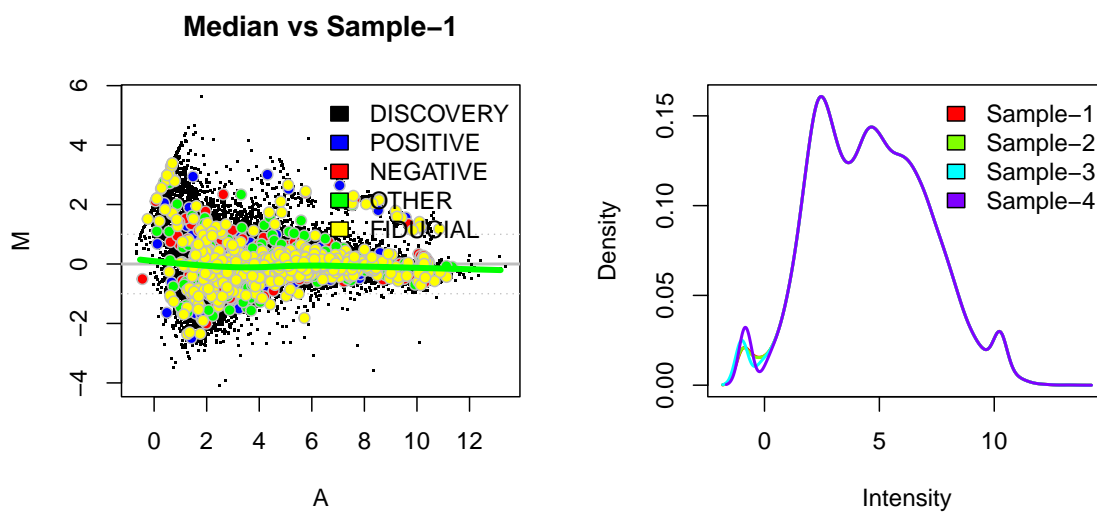 Median vs Sample−1
M
6
4
2
0
−2
−4
DISCOVERY
POSITIVE
NEGATIVE
OTHER
FIDUCIAL
0 2 4 6 8 10 12
A
Density
0.15
0.10
0.05
0.00
Sample−1
Sample−2
Sample−3
Sample−4
0 5 10
Intensity